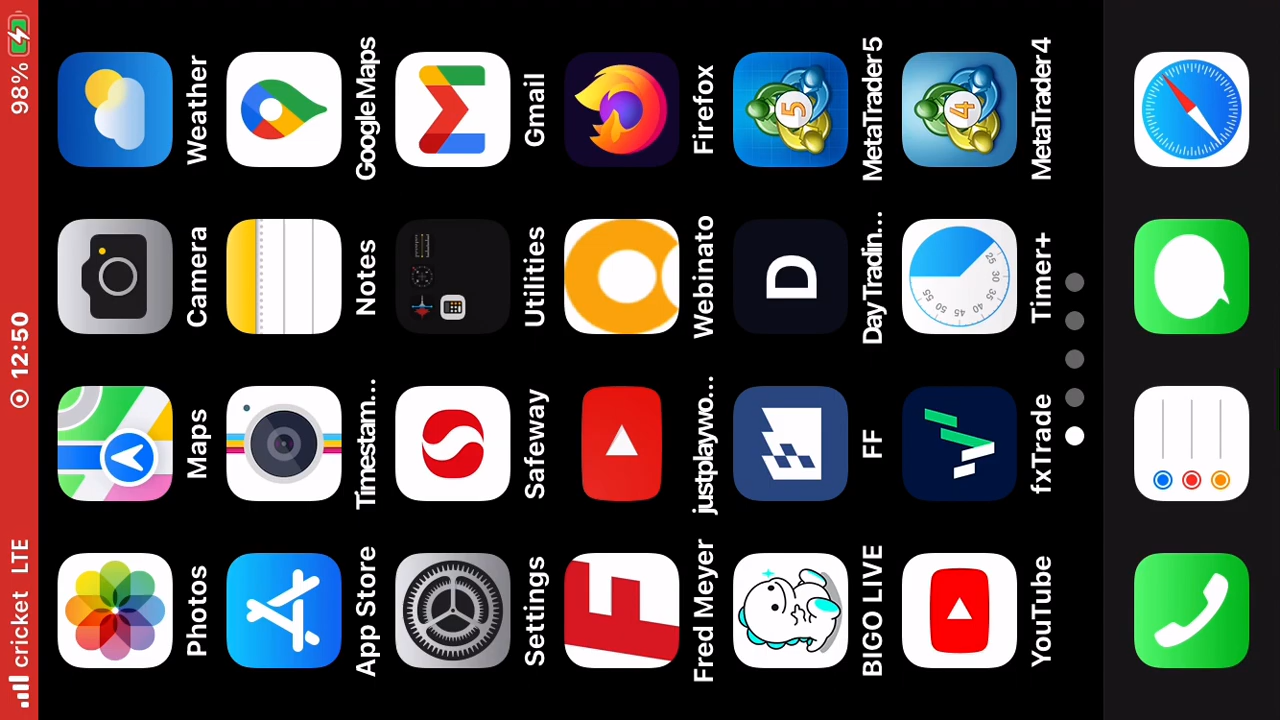 cricket LTE 12:50 98%
Photos Maps Camera Weather
App Store Timestam... Notes Google Maps
Settings Safeway Utilities Gmail
Fred Meyer justplaywo... Webinato Firefox
BIGO LIVE FF DayTradin... MetaTrader 5
YouTube fxTrade Timer+ MetaTrader 4